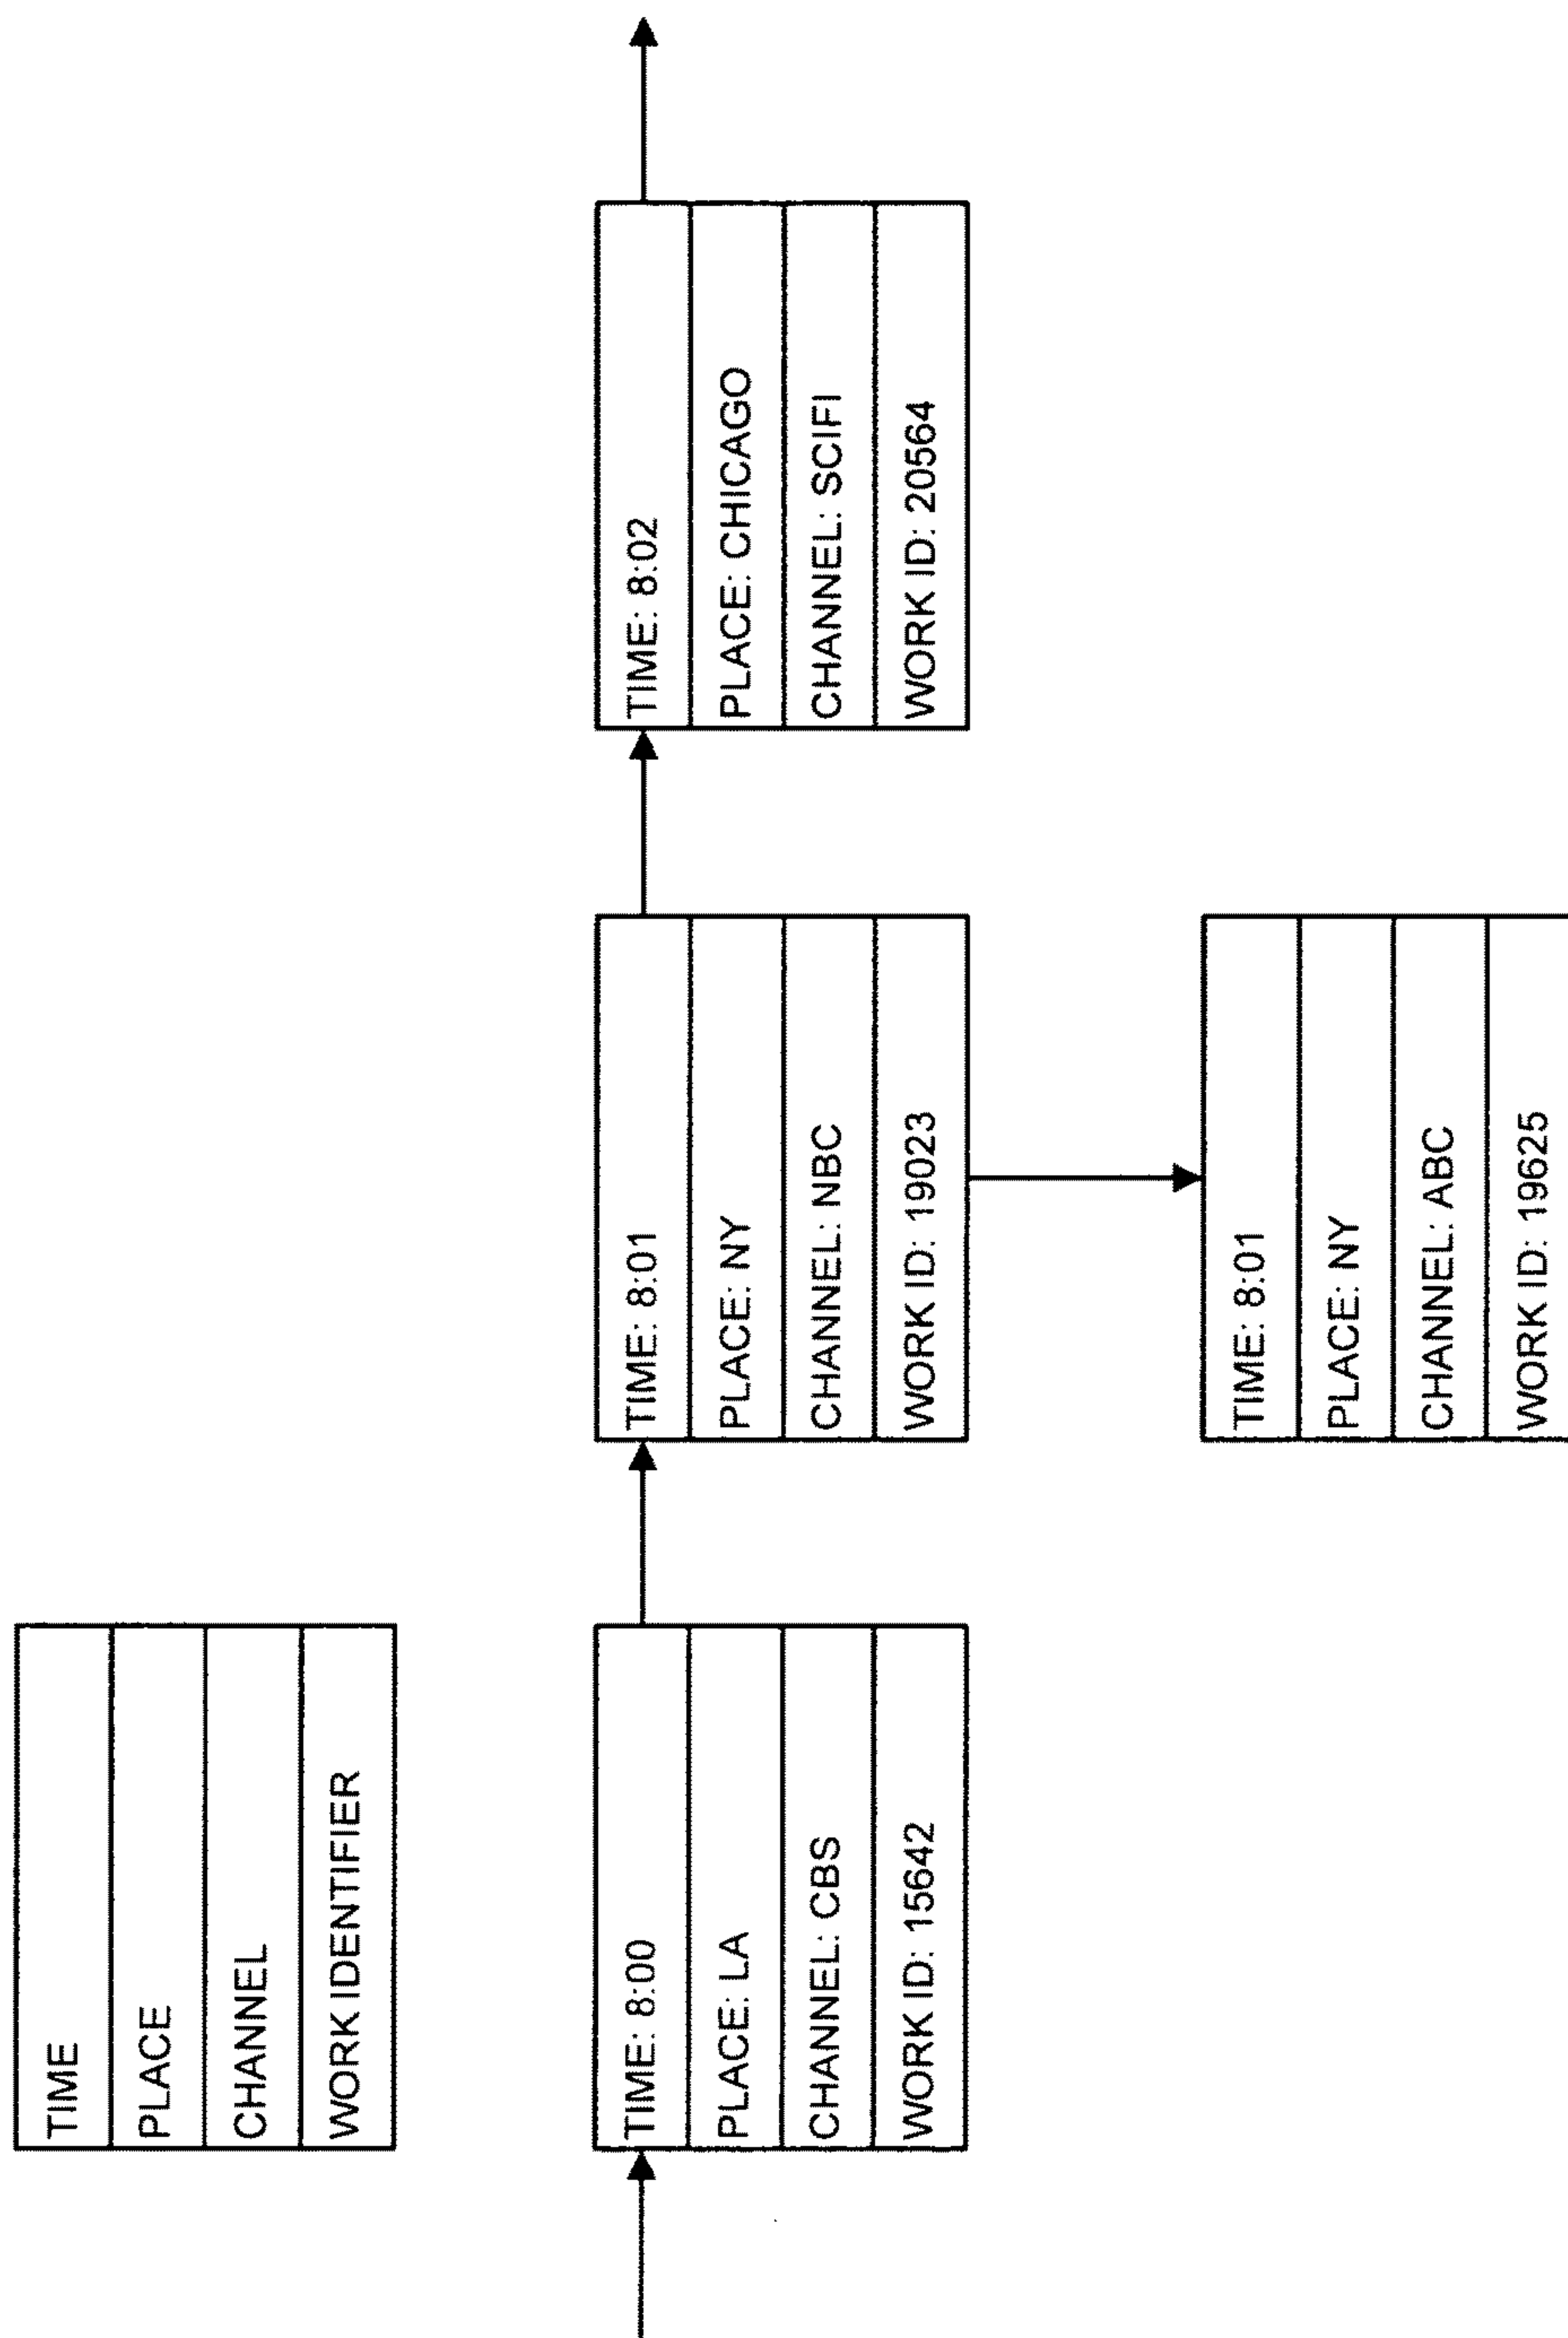 TIME
PLACE
CHANNEL
WORK IDENTIFIER
TIME: 8:00
PLACE: LA
CHANNEL: CBS
WORK ID: 15642
TIME: 8:01
PLACE: NY
CHANNEL: NBC
WORK ID: 19023
TIME: 8:02
PLACE: CHICAGO
CHANNEL: SCIFI
WORK ID: 20564
TIME: 8:01
PLACE: NY
CHANNEL: ABC
WORK ID: 19625